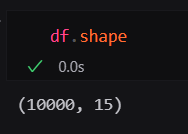 df.shape
0.0s
(10000, 15)